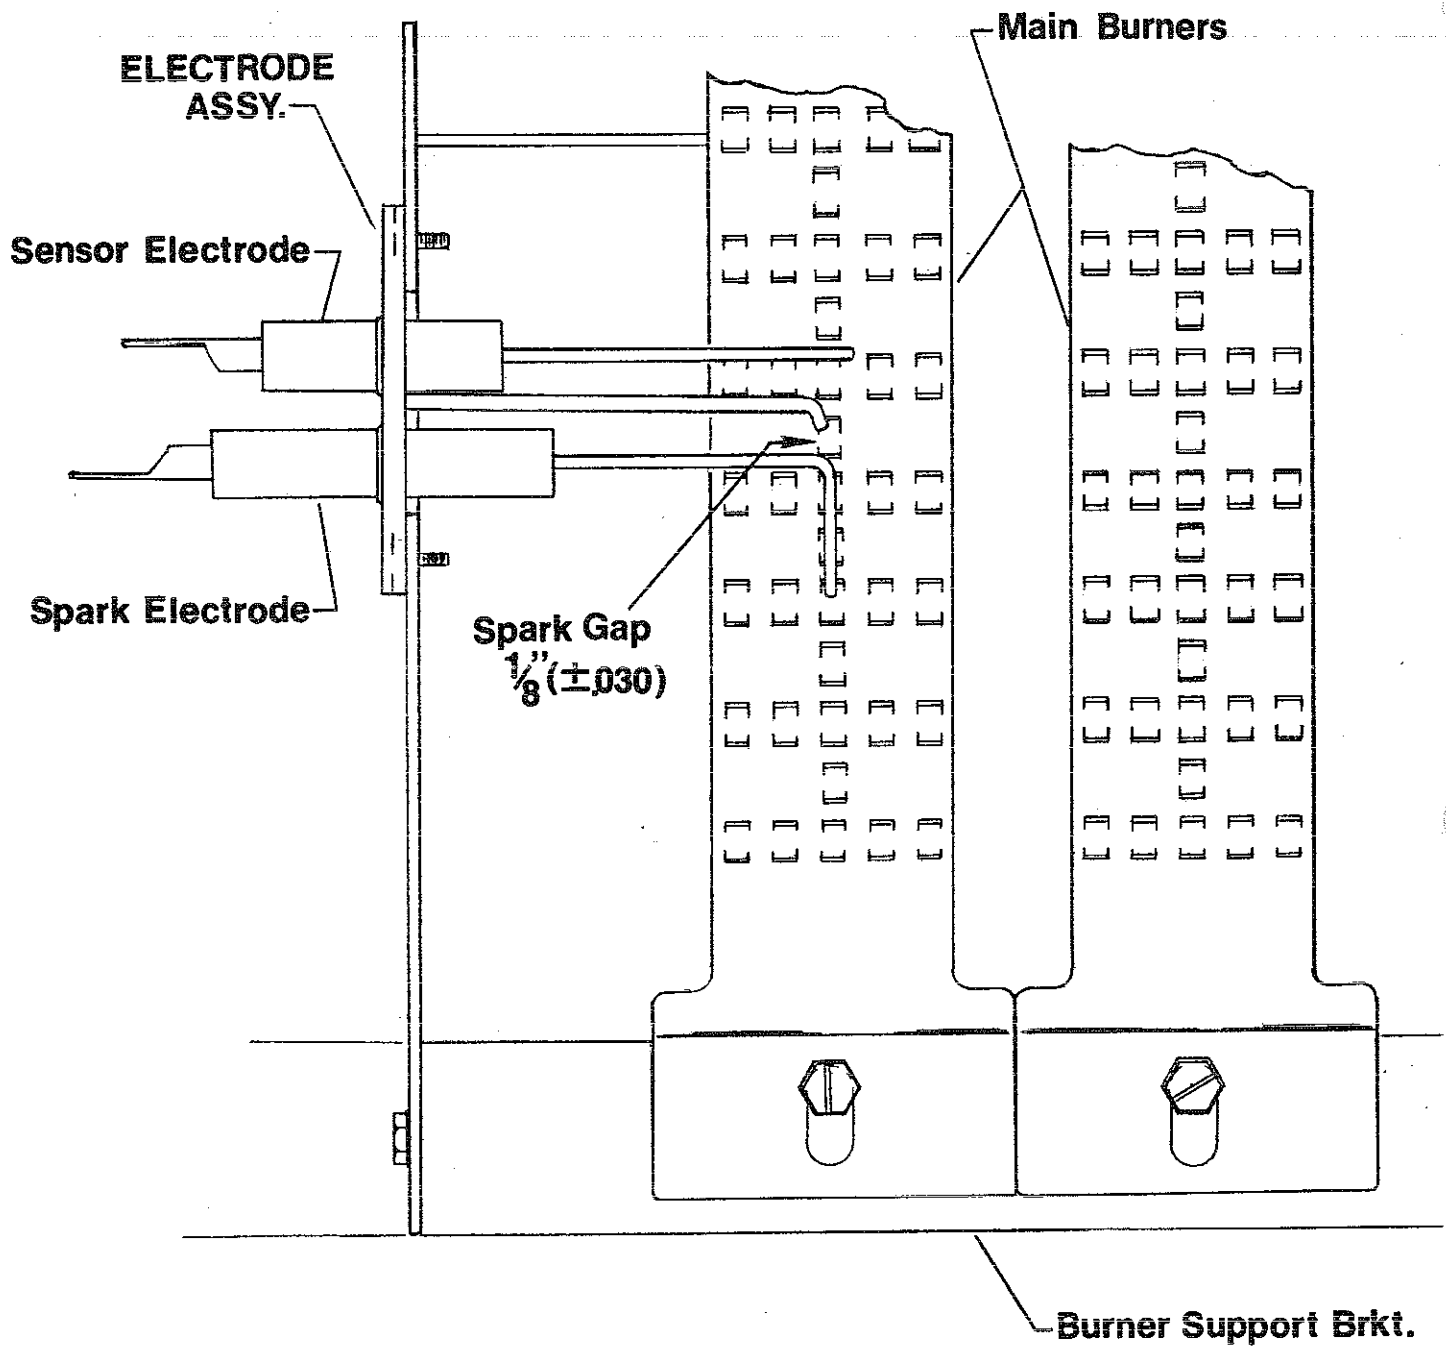 Main Burners
ELECTRODE
ASSY.
Sensor Electrode
Spark Electrode
Spark Gap
1/8" (±.030)
Burner Support Brkt.